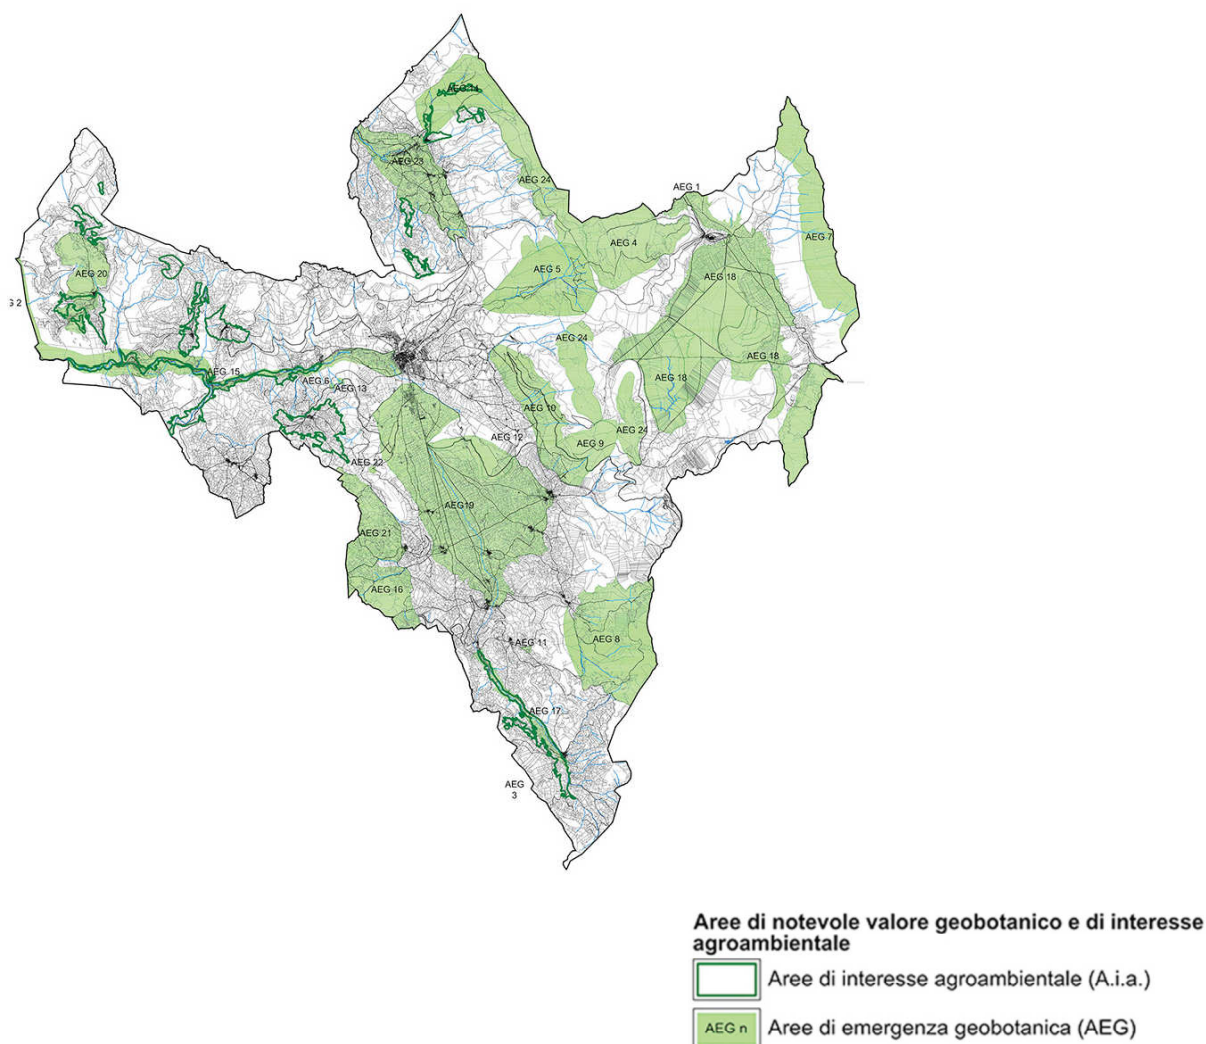 AEG 14
AEG 23
AEG 24
AEG 1
AEG 4
AEG 7
AEG 5
AEG 18
AEG 20
G 2
AEG 24
AEG 18
AEG 15
AEG 6
AEG 13
AEG 18
AEG 10
AEG 12
AEG 9
AEG 24
AEG 22
AEG19
AEG 21
AEG 16
AEG 11
AEG 8
AEG 17
AEG
3
Aree di notevole valore geobotanico e di interesse
agroambientale
Aree di interesse agroambientale (A.i.a.)
AEG n Aree di emergenza geobotanica (AEG)